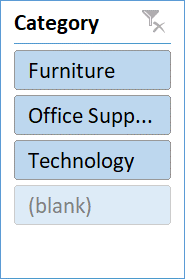 Category
Furniture
Office Supp...
Technology
(blank)